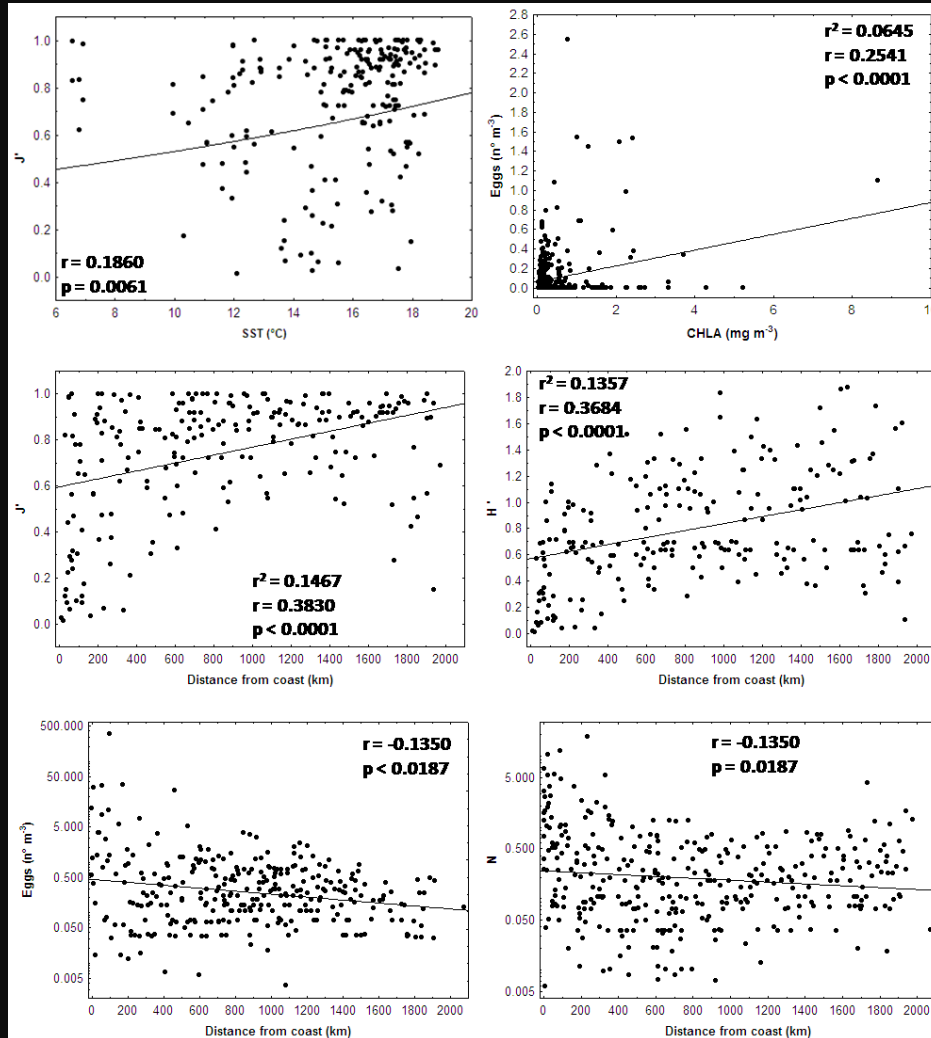 1.0
0.8
0.6
0.4
0.2
0.0
J'
r = 0.1860
p = 0.0061
6 8 10 12 14 16 18 20
SST (°C)
2.8
2.6
2.4
2.2
2.0
1.8
1.6
1.4
1.2
1.0
0.8
0.6
0.4
0.2
0.0
Eggs (n° m-3)
r2 = 0.0645
r = 0.2541
p < 0.0001
0 2 4 6 8 10
CHLA (mg m-3)
1.0
0.8
0.6
0.4
0.2
0.0
J'
r2 = 0.1467
r = 0.3830
p < 0.0001
0 200 400 600 800 1000 1200 1400 1600 1800 2000
Distance from coast (km)
2.0
1.8
1.6
1.4
1.2
1.0
0.8
0.6
0.4
0.2
0.0
H'
r2 = 0.1357
r = 0.3684
p < 0.0001
0 200 400 600 800 1000 1200 1400 1600 1800 2000
Distance from coast (km)
500.000
50.000
5.000
0.500
0.050
0.005
Eggs (n° m-3)
r = -0.1350
p < 0.0187
0 200 400 600 800 1000 1200 1400 1600 1800 2000
Distance from coast (km)
5.000
0.500
0.050
0.005
N
r = -0.1350
p = 0.0187
0 200 400 600 800 1000 1200 1400 1600 1800 2000
Distance from coast (km)